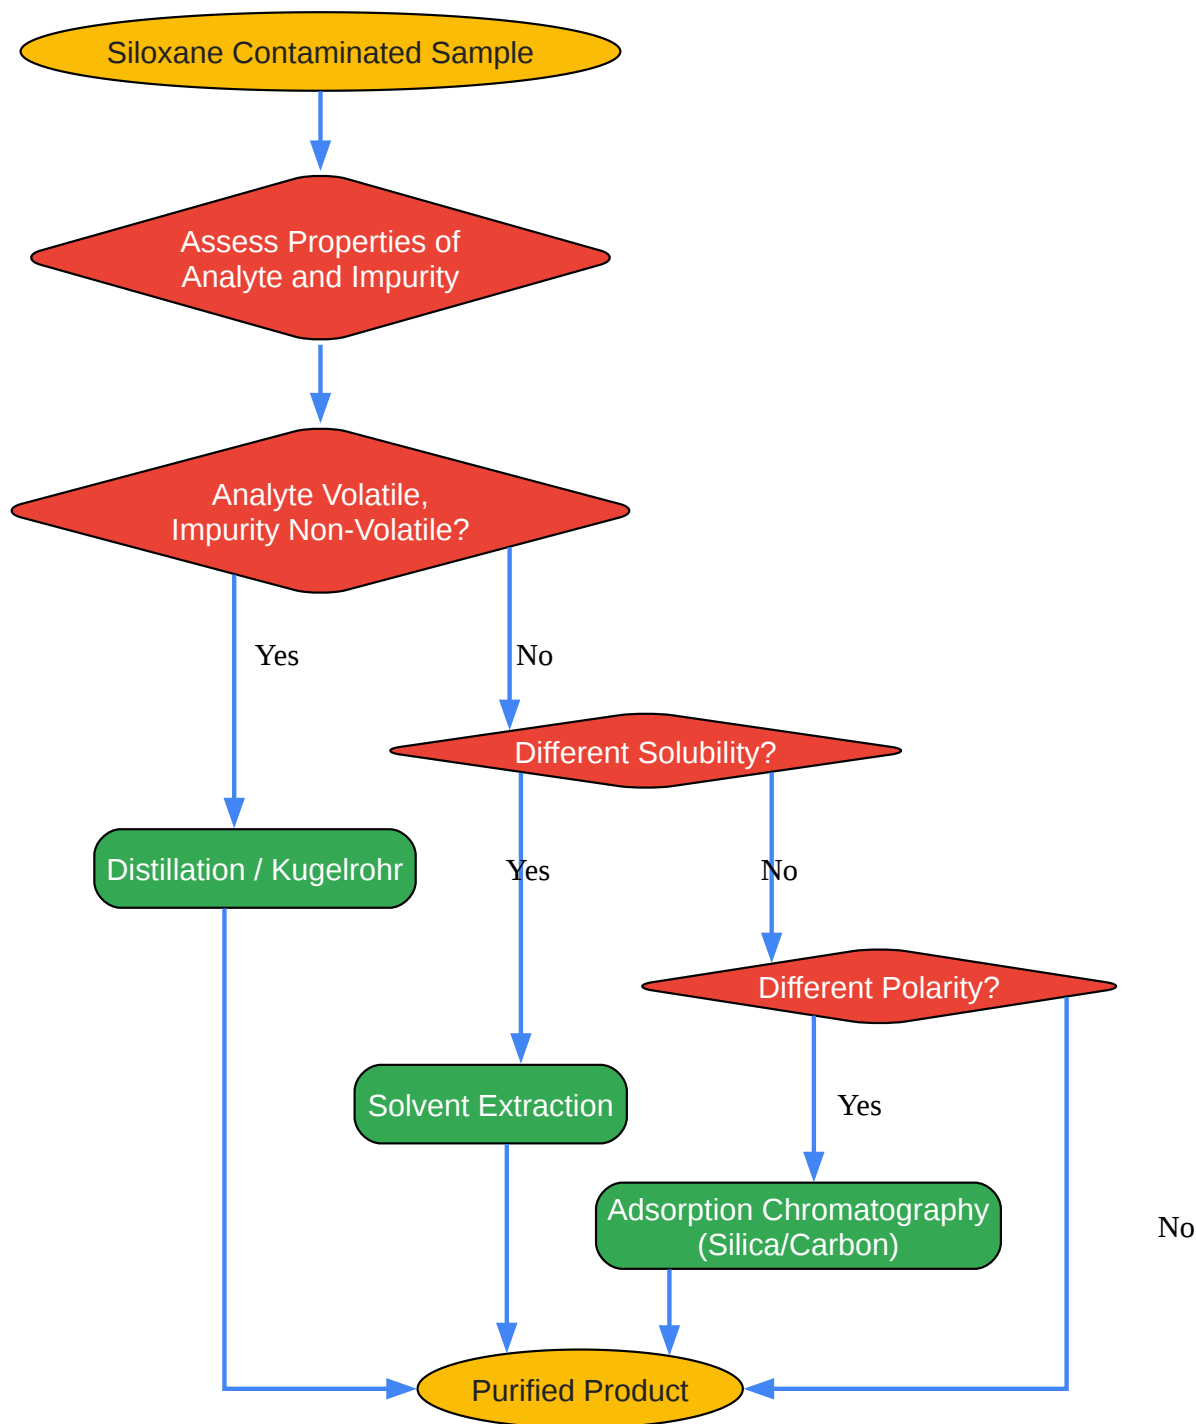 Siloxane Contaminated Sample
Assess Properties of
Analyte and Impurity
Analyte Volatile,
Impurity Non-Volatile?
Yes
No
Different Solubility?
Distillation / Kugelrohr
Yes
No
Different Polarity?
Solvent Extraction
Yes
Adsorption Chromatography
(Silica/Carbon)
No
Purified Product